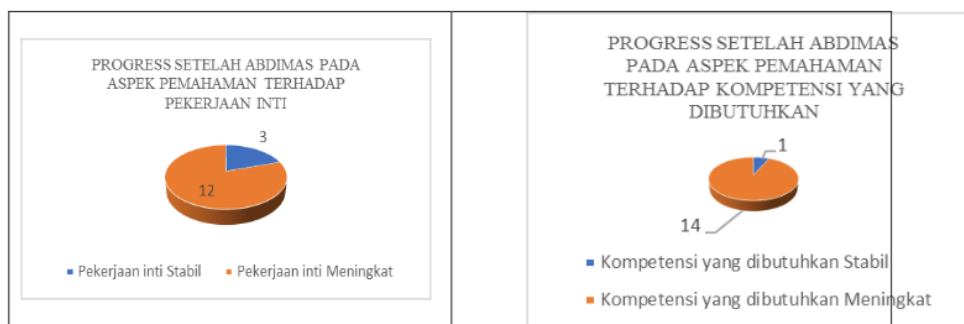 PROGRESS SETELAH ABDIMAS PADA
ASPEK PEMAHAMAN TERHADAP
PEKERJAAN INTI
3
12
Pekerjaan inti Stabil
Pekerjaan inti Meningkat
PROGRESS SETELAH ABDIMAS
PADA ASPEK PEMAHAMAN
TERHADAP KOMPETENSI YANG
DIBUTUHKAN
1
14
Kompetensi yang dibutuhkan Stabil
Kompetensi yang dibutuhkan Meningkat